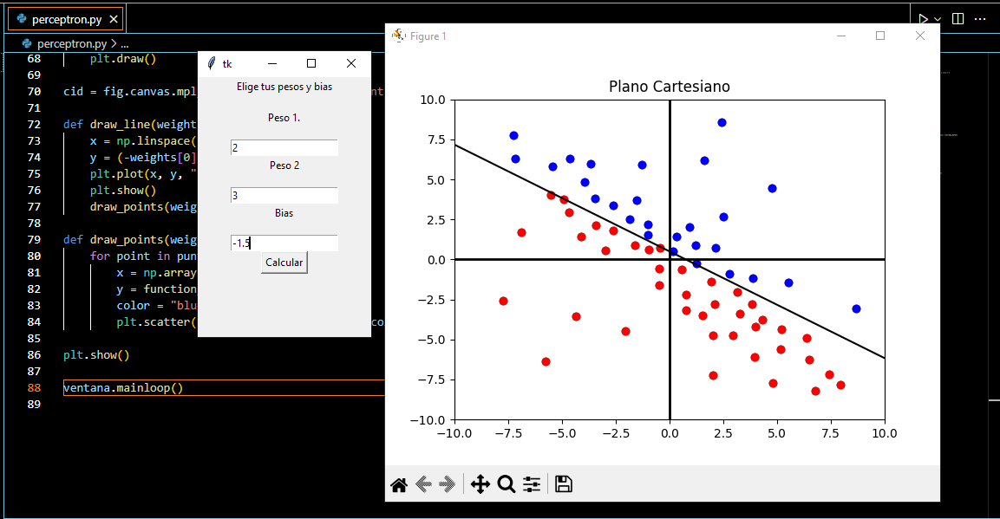 perceptron.py
perceptron.py > ...
68 plt.draw()
69
70 cid = fig.canvas.mpl
71
72 def draw_line(weight
73 x = np.linspace(
74 y = (-weights[0]
75 plt.plot(x, y, "
76 plt.show()
77 draw_points(weig
78
79 def draw_points(weig
80 for point in pun
81 x = np.array
82 y = function
83 color = "blu
84 plt.scatter( co
85
86 plt.show()
87
88 ventana.mainloop()
89
tk
Elige tus pesos y bias
Peso 1.
2
Peso 2
3
Bias
-1.5
Calcular
Figure 1
Plano Cartesiano
10.0
7.5
5.0
2.5
0.0
−2.5
−5.0
−7.5
−10.0
−10.0 −7.5 −5.0 −2.5 0.0 2.5 5.0 7.5 10.0